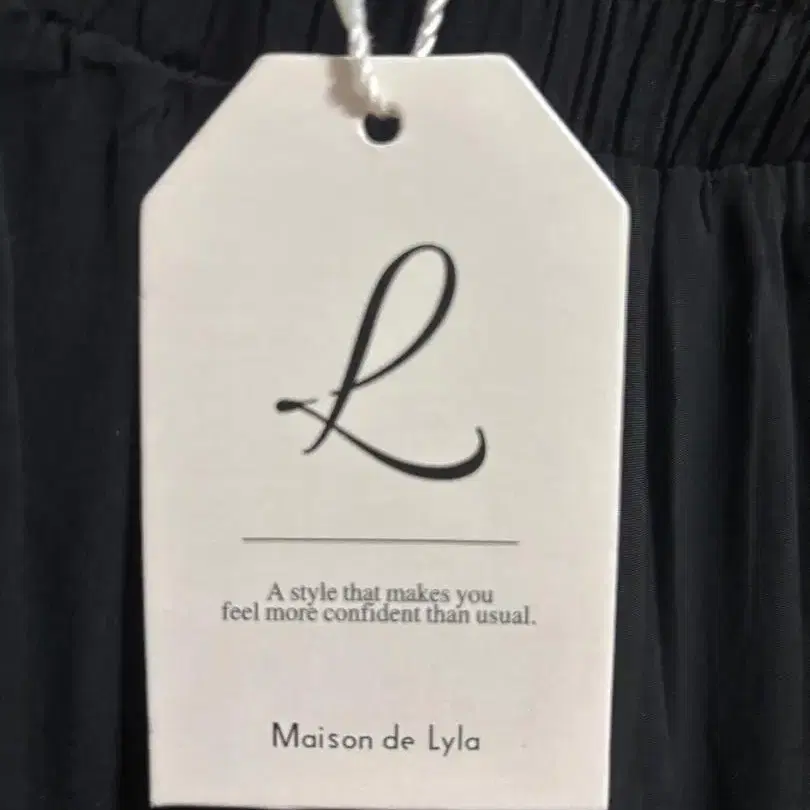 L
A style that makes you
feel more confident than usual.
Maison de Lyla